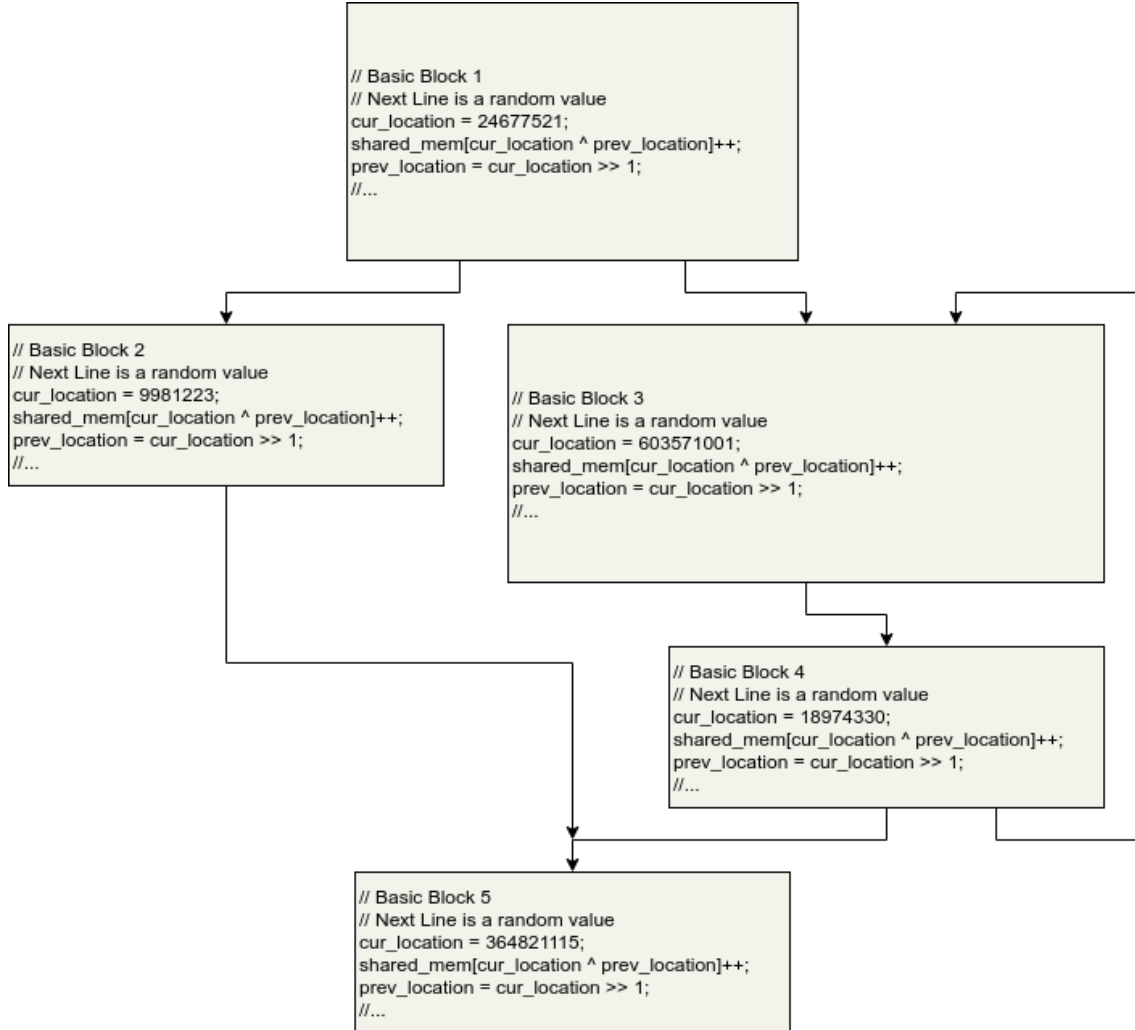 // Basic Block 1
// Next Line is a random value
cur_location = 24677521;
shared_mem[cur_location ^ prev_location]++;
prev_location = cur_location >> 1;
//...
// Basic Block 2
// Next Line is a random value
cur_location = 9981223;
shared_mem[cur_location ^ prev_location]++;
prev_location = cur_location >> 1;
//...
// Basic Block 3
// Next Line is a random value
cur_location = 603571001;
shared_mem[cur_location ^ prev_location]++;
prev_location = cur_location >> 1;
//...
// Basic Block 4
// Next Line is a random value
cur_location = 18974330;
shared_mem[cur_location ^ prev_location]++;
prev_location = cur_location >> 1;
//...
// Basic Block 5
// Next Line is a random value
cur_location = 364821115;
shared_mem[cur_location ^ prev_location]++;
prev_location = cur_location >> 1;
//...